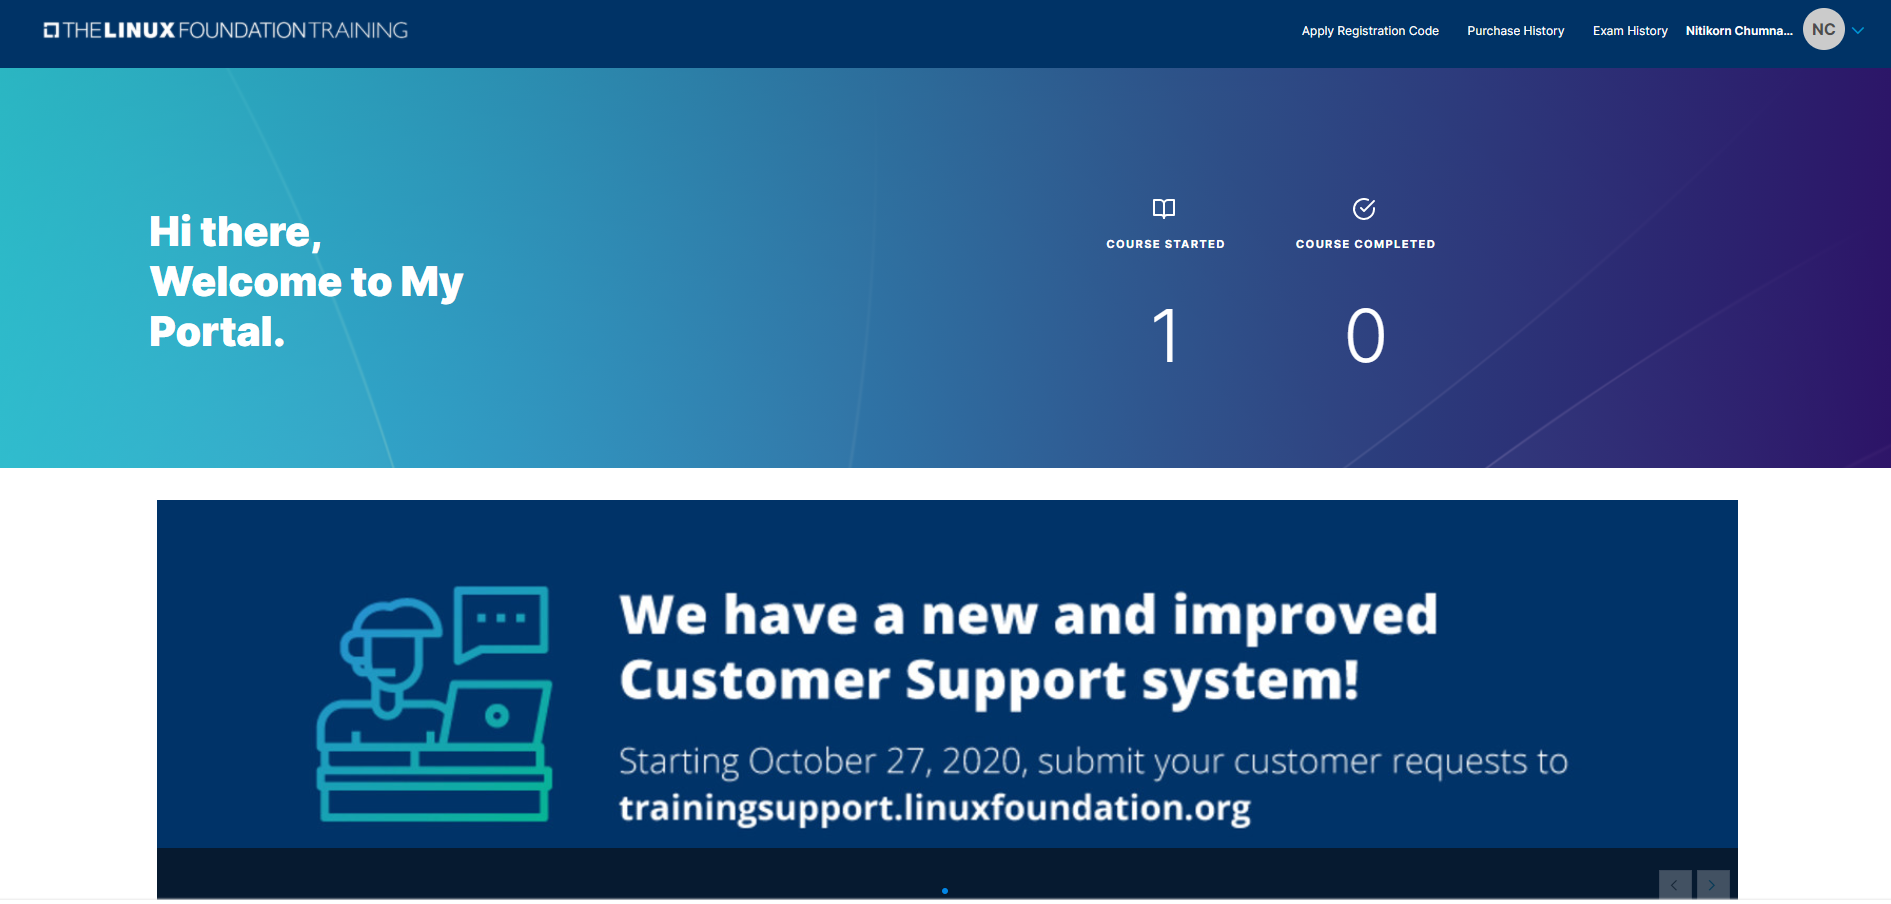 THE LINUX FOUNDATION TRAINING
Apply Registration Code
Purchase History
Exam History
Nitikorn Chumna...
NC
Hi there,
Welcome to My
Portal.
COURSE STARTED
COURSE COMPLETED
1
0
We have a new and improved
Customer Support system!
Starting October 27, 2020, submit your customer requests to
trainingsupport.linuxfoundation.org